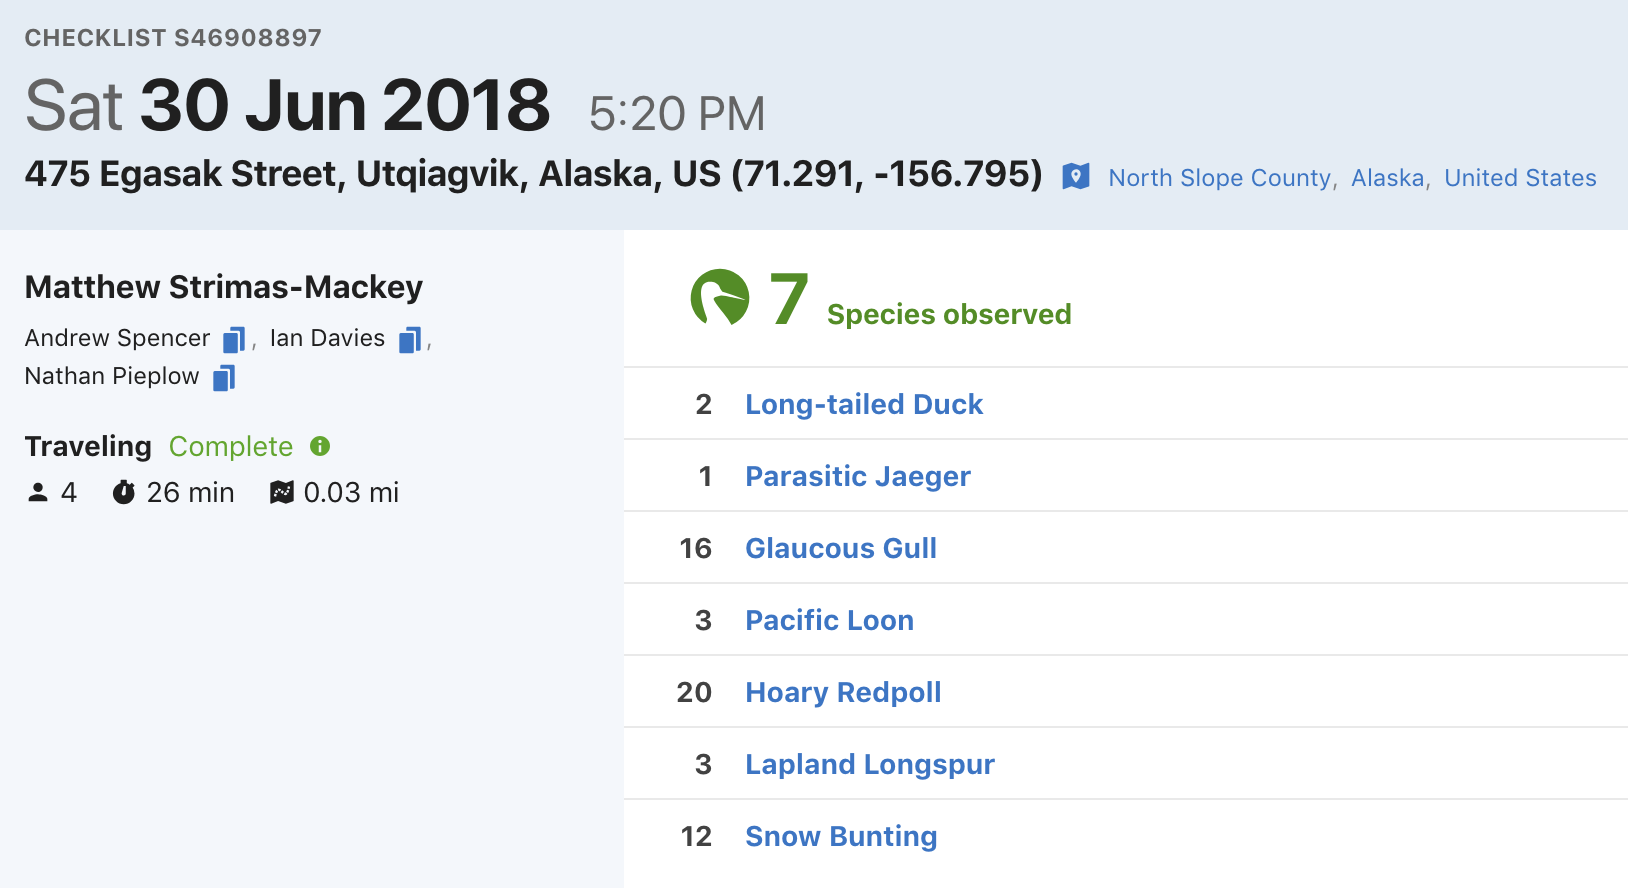 CHECKLIST S46908897
Sat 30 Jun 2018 5:20 PM
475 Egasak Street, Utqiagvik, Alaska, US (71.291, -156.795) North Slope County, Alaska, United States
Matthew Strimas-Mackey
Andrew Spencer , Ian Davies ,
Nathan Pieplow
Traveling Complete
4 26 min 0.03 mi
7 Species observed
2 Long-tailed Duck
1 Parasitic Jaeger
16 Glaucous Gull
3 Pacific Loon
20 Hoary Redpoll
3 Lapland Longspur
12 Snow Bunting